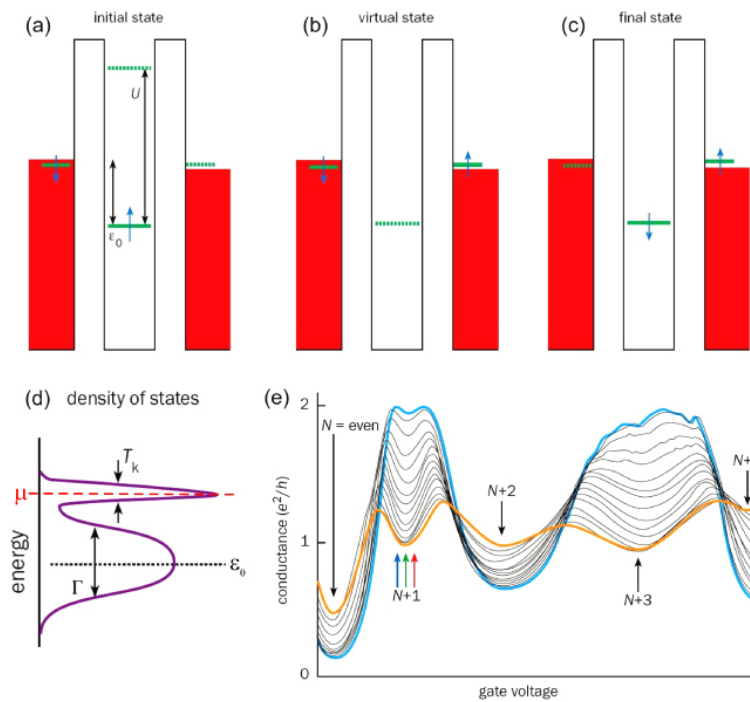 (a) initial state
U
ε₀
(b) virtual state
(c) final state
(d) density of states
Tk
μ
energy
Γ
ε₀
(e)
2
N = even
N+2
N+
conductance (e²/h)
1
N+1
N+3
0
gate voltage